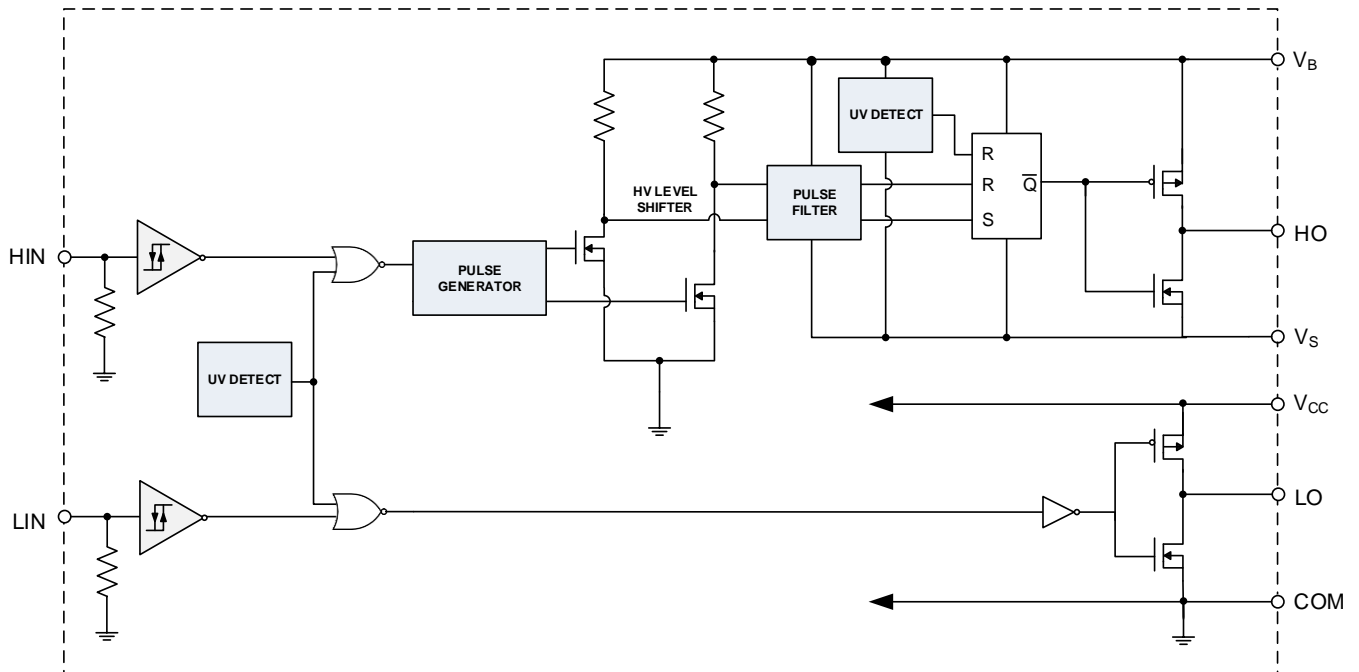 V_B
UV DETECT
R
HV LEVEL
SHIFTER
PULSE
FILTER
R
Q̅
S
HIN
PULSE
GENERATOR
HO
V_S
UV DETECT
V_CC
LIN
LO
COM